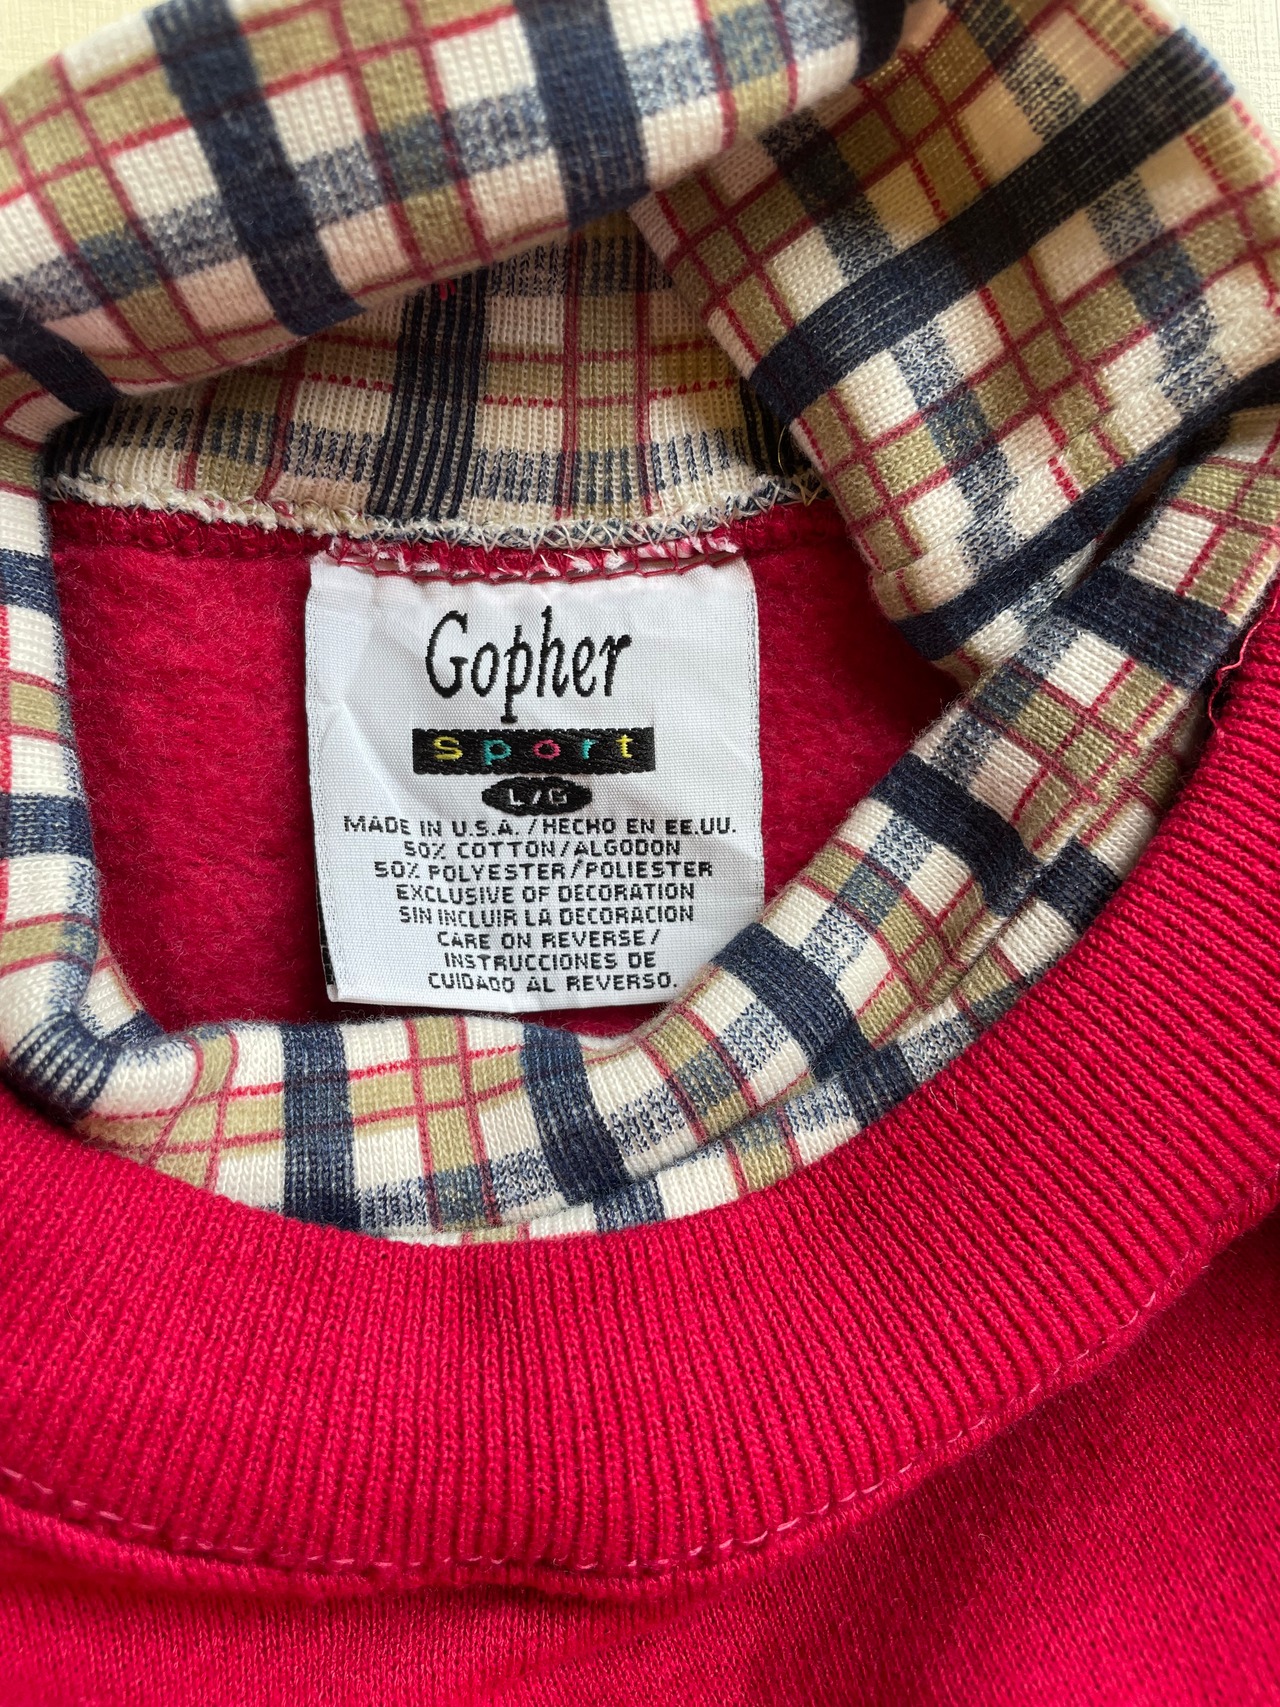 Gopher
sport
L/G
MADE IN U.S.A. /HECHO EN EE.UU.
50% COTTON/ALGODON
50% POLYESTER/POLIESTER
EXCLUSIVE OF DECORATION
SIN INCLUIR LA DECORACION
CARE ON REVERSE/
INSTRUCCIONES DE
CUIDADO AL REVERSO.